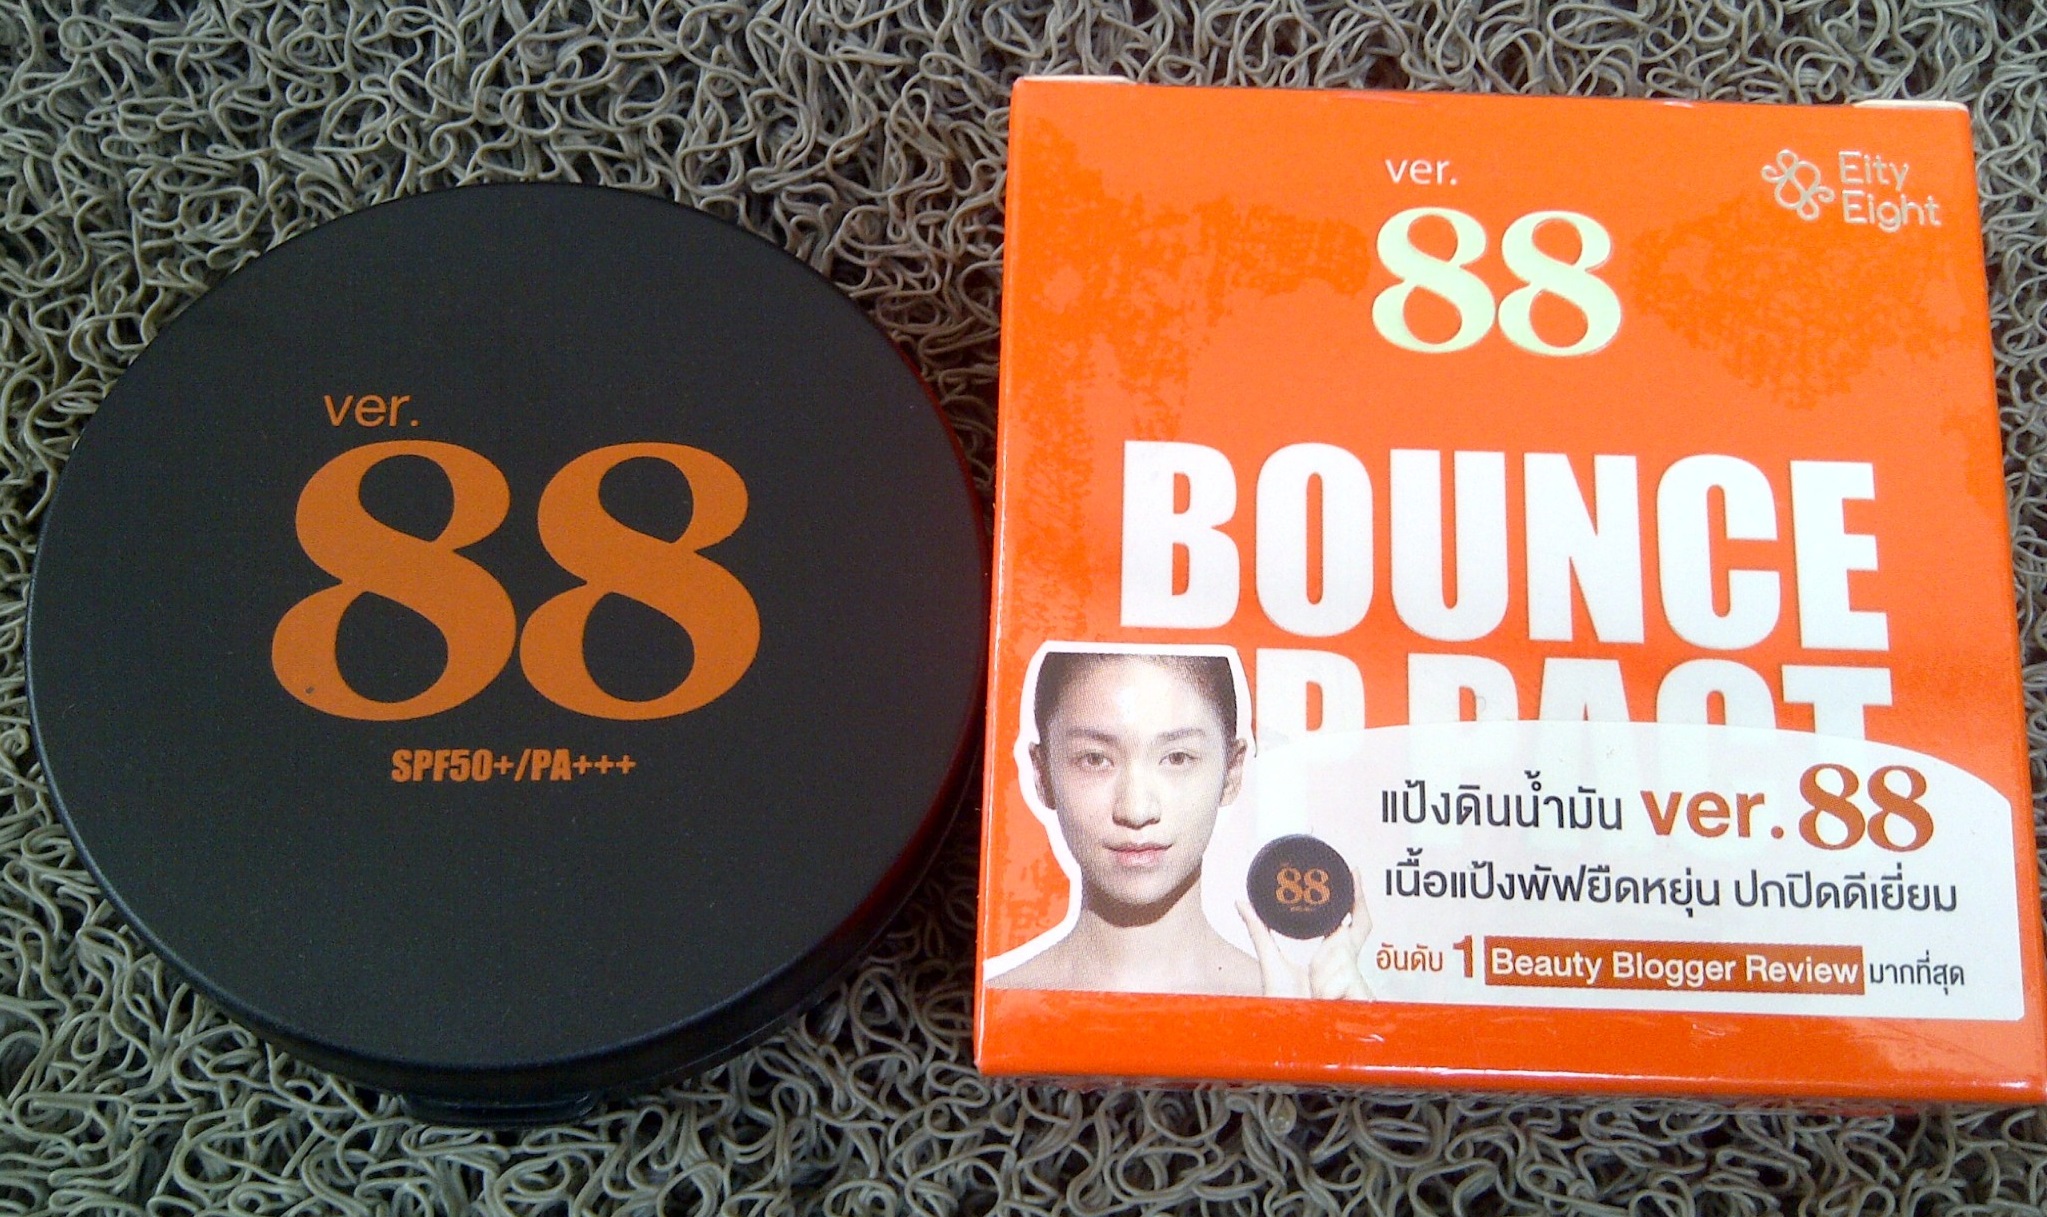 ver.
88
SPF50+/PA+++
ver.
88
Eity
Eight
BOUNCE
UP PACT
แป้งดินน้ำมัน ver.88
เนื้อแป้งพัฟยืดหยุ่น ปกปิดดีเยี่ยม
อันดับ 1 Beauty Blogger Review มากที่สุด
88